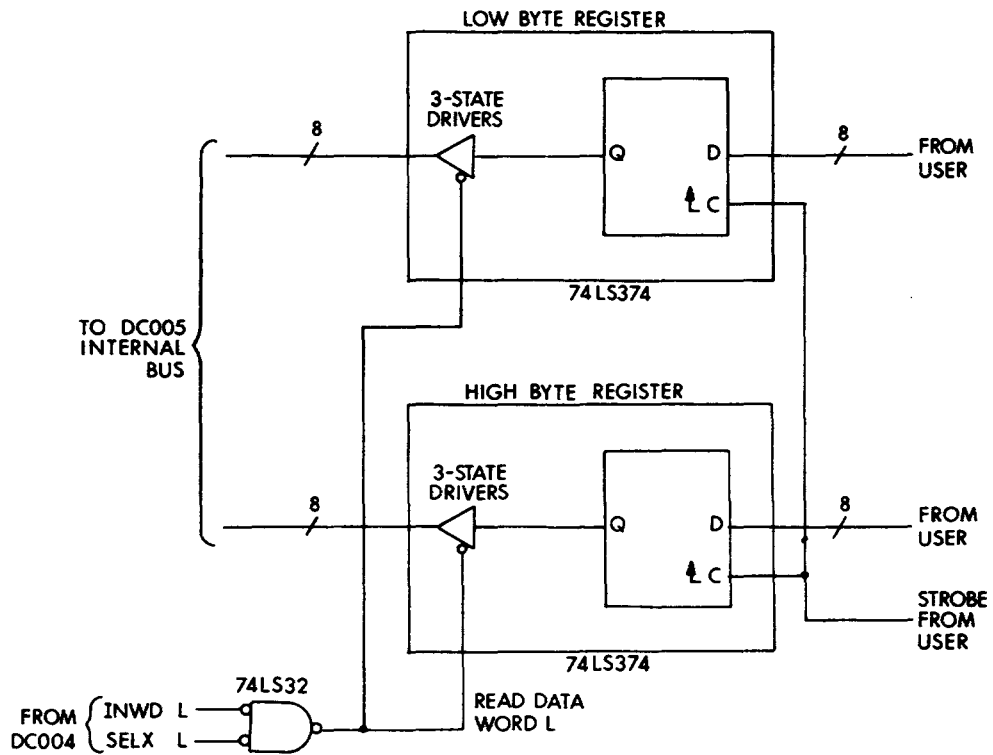 LOW BYTE REGISTER
3-STATE
DRIVERS
8
Q
D
8
FROM
USER
C
74LS374
TO DC005
INTERNAL
BUS
HIGH BYTE REGISTER
3-STATE
DRIVERS
8
Q
D
8
FROM
USER
C
STROBE
FROM
USER
74LS374
74LS32
READ DATA
WORD L
FROM
DC004
INWD L
SELX L